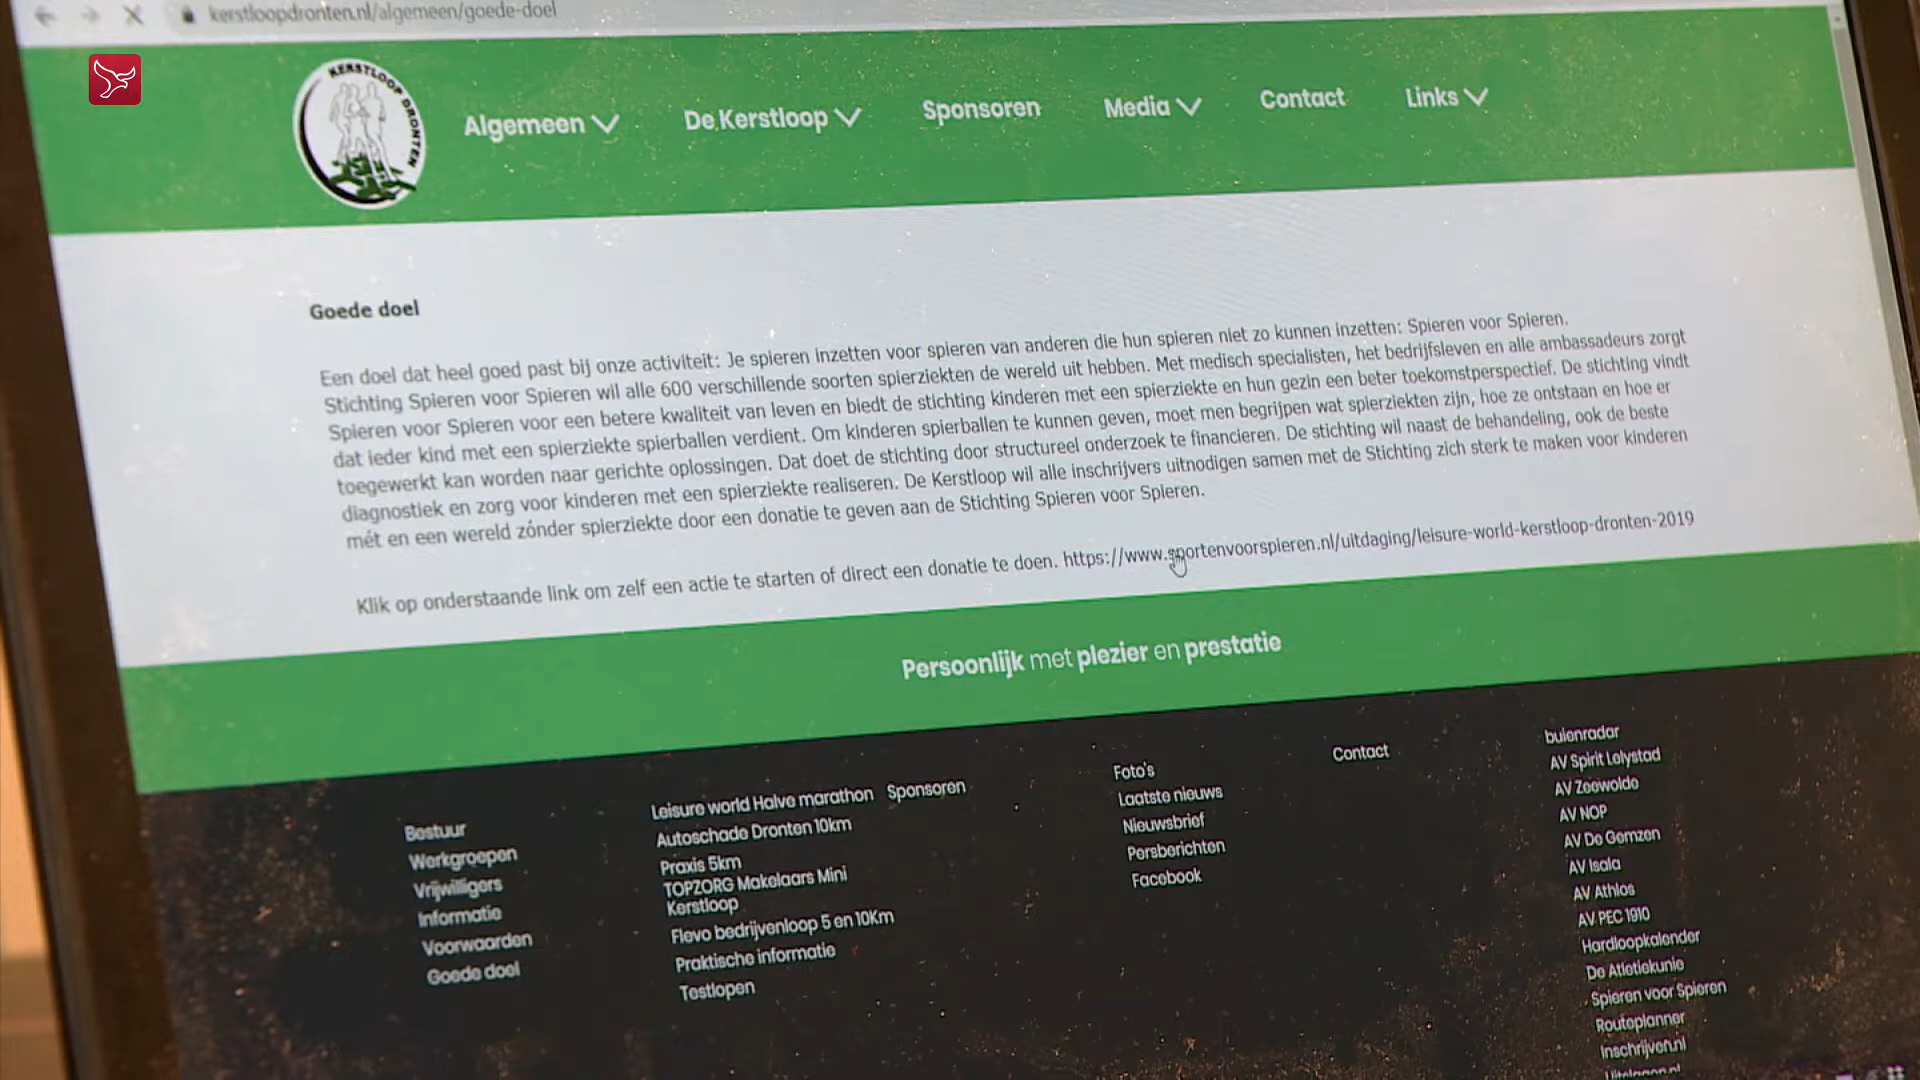 kerstloopdronten.nl/algemeen/goede-doel
KERSTLOOP DRONTEN
Algemeen
De Kerstloop
Sponsoren
Media
Contact
Links
Goede doel
Een doel dat heel goed past bij onze activiteit: Je spieren inzetten voor spieren van anderen die hun spieren niet zo kunnen inzetten: Spieren voor Spieren.
Stichting Spieren voor Spieren wil alle 600 verschillende soorten spierziekten de wereld uit hebben. Met medisch specialisten, het bedrijfsleven en alle ambassadeurs zorgt
Spieren voor Spieren voor een betere kwaliteit van leven en biedt de stichting kinderen met een spierziekte en hun gezin een beter toekomstperspectief. De stichting vindt
dat ieder kind met een spierziekte spierballen verdient. Om kinderen spierballen te kunnen geven, moet men begrijpen wat spierziekten zijn, hoe ze ontstaan en hoe er
toegewerkt kan worden naar gerichte oplossingen. Dat doet de stichting door structureel onderzoek te financieren. De stichting wil naast de behandeling, ook de beste
diagnostiek en zorg voor kinderen met een spierziekte realiseren. De Kerstloop wil alle inschrijvers uitnodigen samen met de Stichting zich sterk te maken voor kinderen
mét en een wereld zónder spierziekte door een donatie te geven aan de Stichting Spieren voor Spieren.
Klik op onderstaande link om zelf een actie te starten of direct een donatie te doen. https://www.sportenvoorspieren.nl/uitdaging/leisure-world-kerstloop-dronten-2019
Persoonlijk met plezier en prestatie
Bestuur
Werkgroepen
Vrijwilligers
Informatie
Voorwaarden
Goede doel
Leisure world Halve marathon
Autoschade Dronten 10km
Praxis 5km
TOPZORG Makelaars Mini
Kerstloop
Flevo bedrijvenloop 5 en 10Km
Praktische informatie
Testlopen
Sponsoren
Foto's
Laatste nieuws
Nieuwsbrief
Persberichten
Facebook
Contact
buienradar
AV Spirit Lelystad
AV Zeewolde
AV NOP
AV De Gemzen
AV Isala
AV Athlos
AV PEC 1910
Hardloopkalender
De Atletiekunie
Spieren voor Spieren
Routeplanner
Inschrijven.nl
Uitslagen.nl